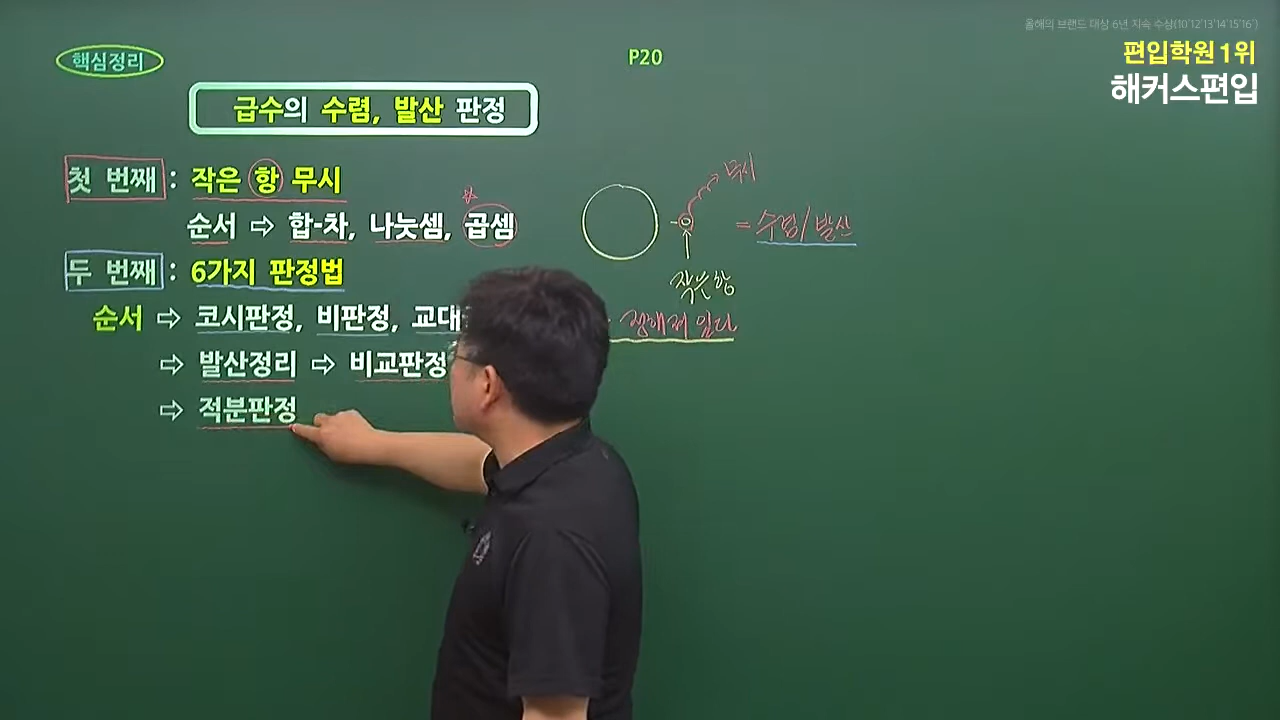 올해의 브랜드 대상 6년 지속 수상('10'12'13'14'15'16')
편입학원 1위
해커스편입
핵심정리
P20
급수의 수렴, 발산 판정
첫 번째 : 작은 항 무시
순서 ⇨ 합-차, 나눗셈, 곱셈
두 번째 : 6가지 판정법
순서 ⇨ 코시판정, 비판정, 교대
⇨ 발산정리 ⇨ 비교판정
⇨ 적분판정
무시
= 수렴/발산
작은항
정해져 있다